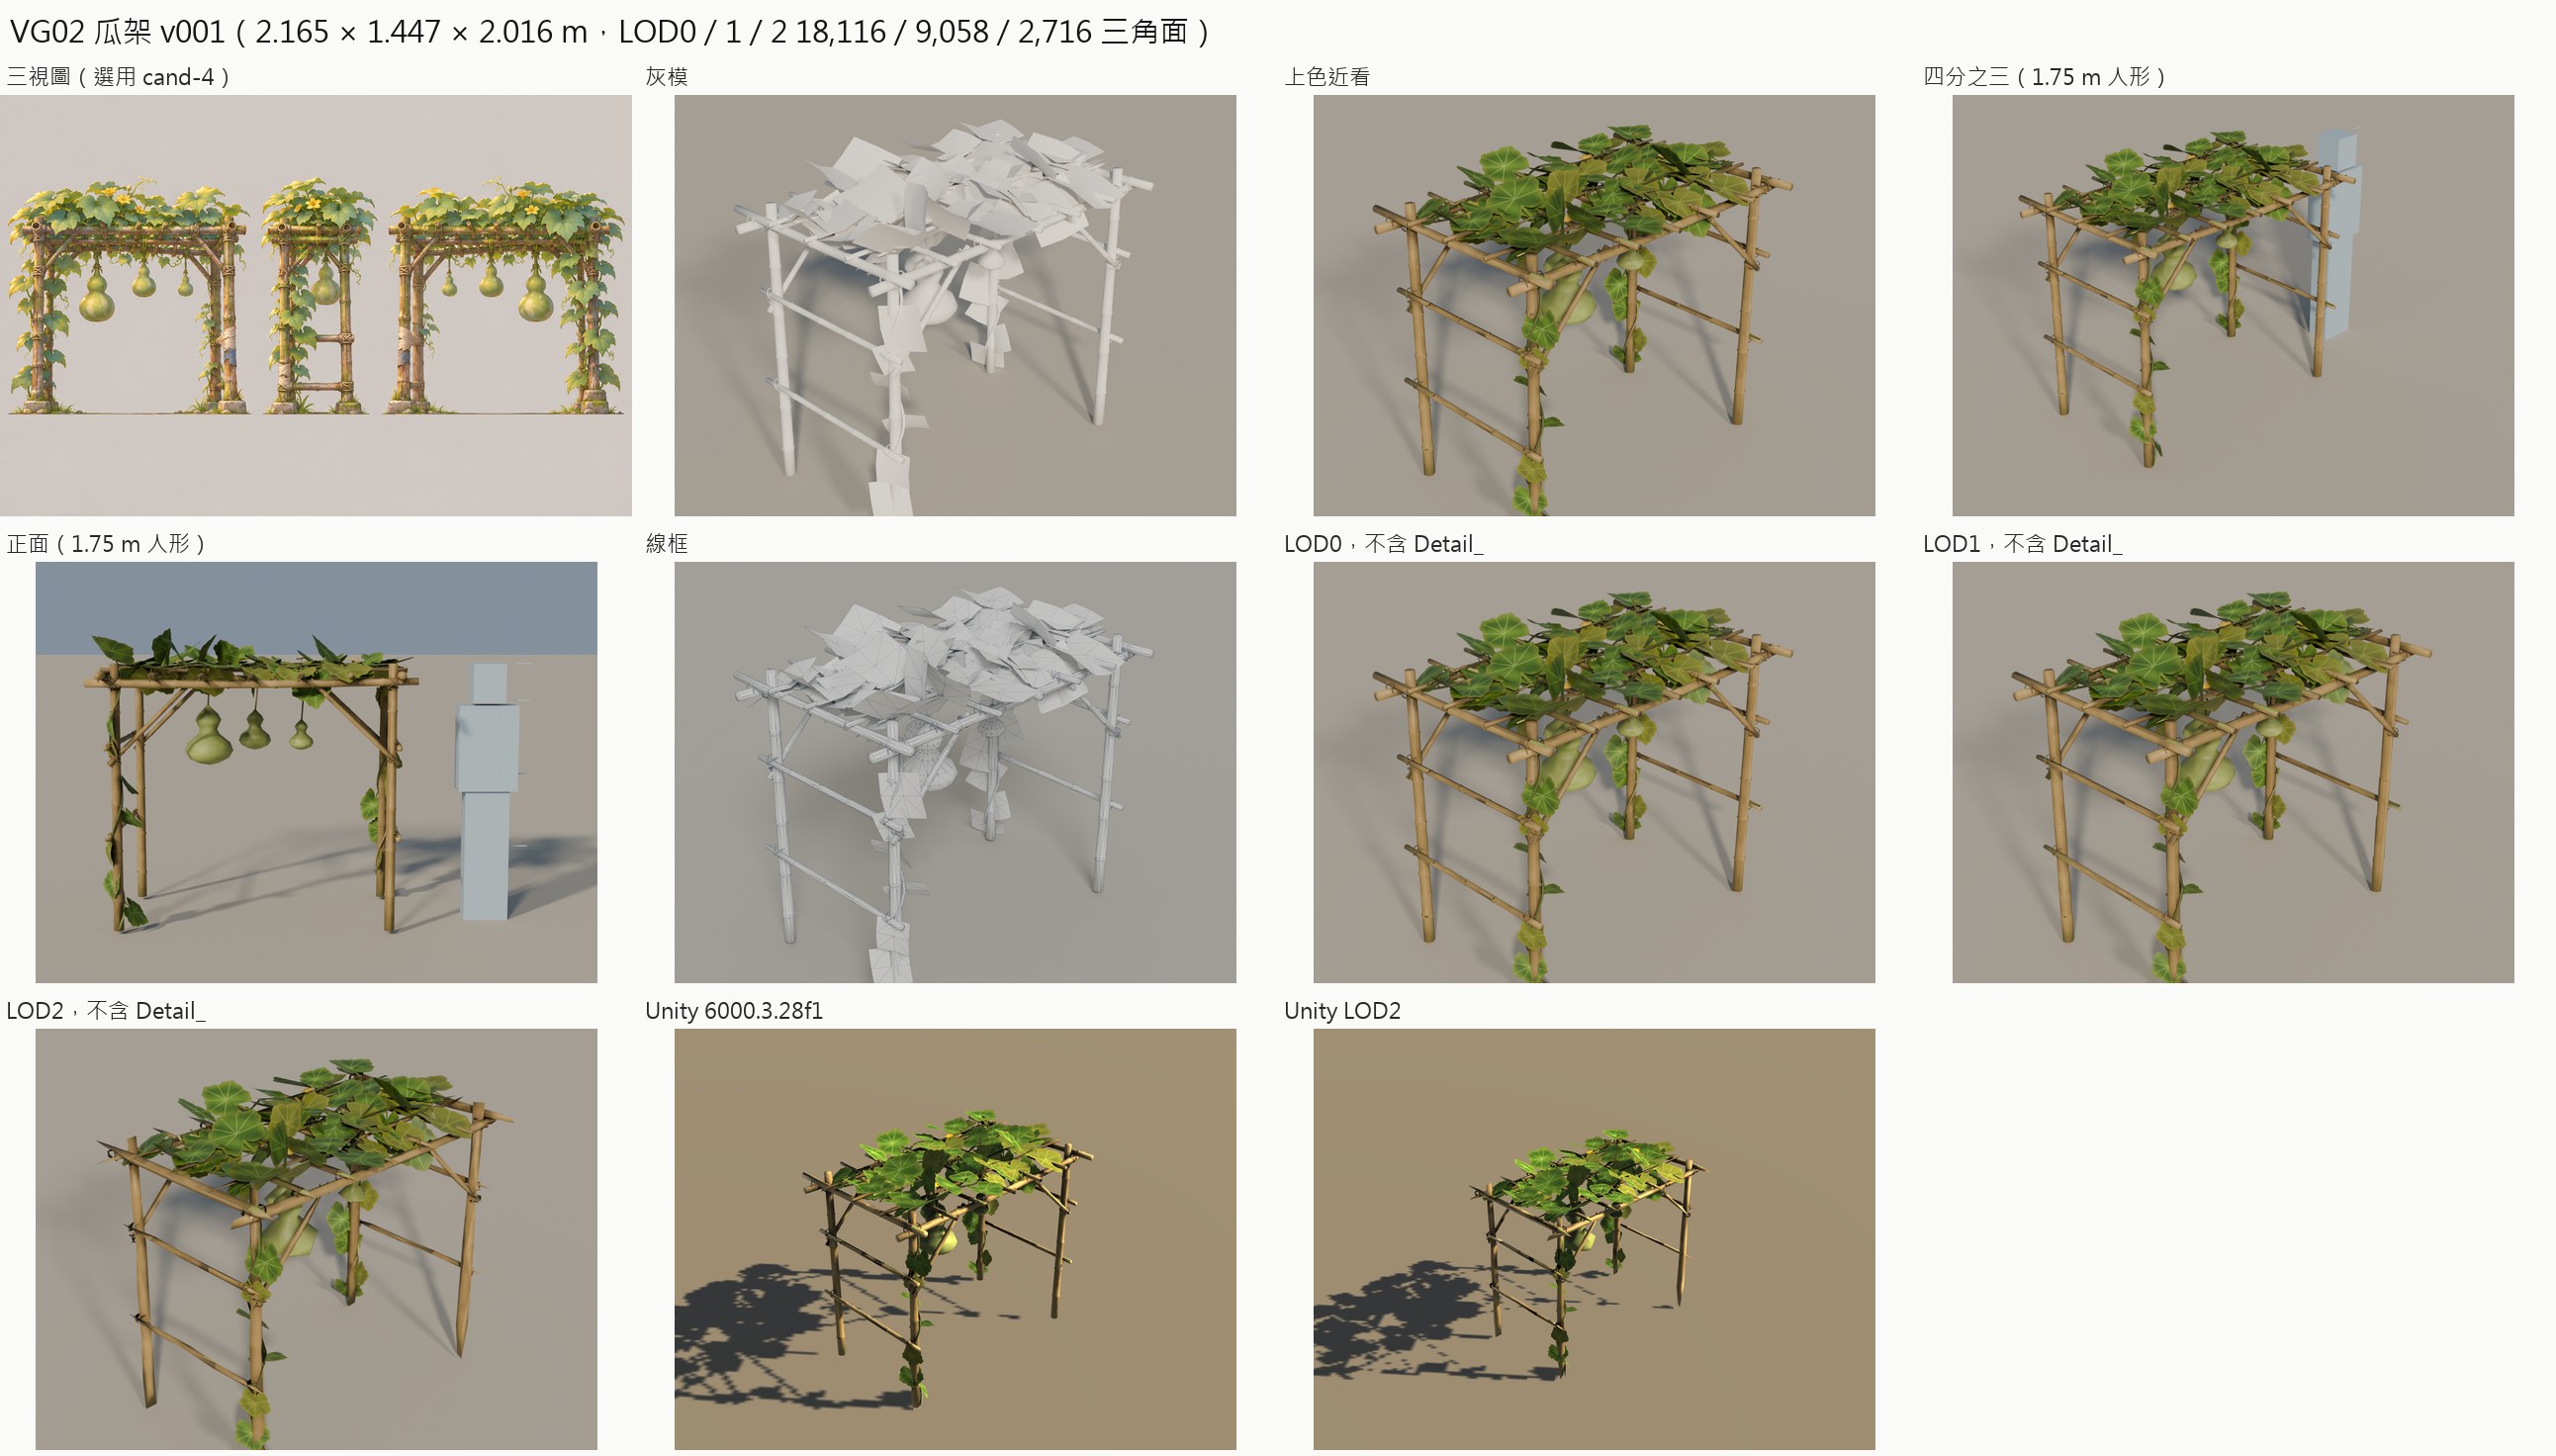 VG02 瓜架 v001（2.165 × 1.447 × 2.016 m，LOD0 / 1 / 2 18,116 / 9,058 / 2,716 三角面）
三視圖（選用 cand-4）
灰模
上色近看
四分之三（1.75 m 人形）
正面（1.75 m 人形）
線框
LOD0，不含 Detail_
LOD1，不含 Detail_
LOD2，不含 Detail_
Unity 6000.3.28f1
Unity LOD2